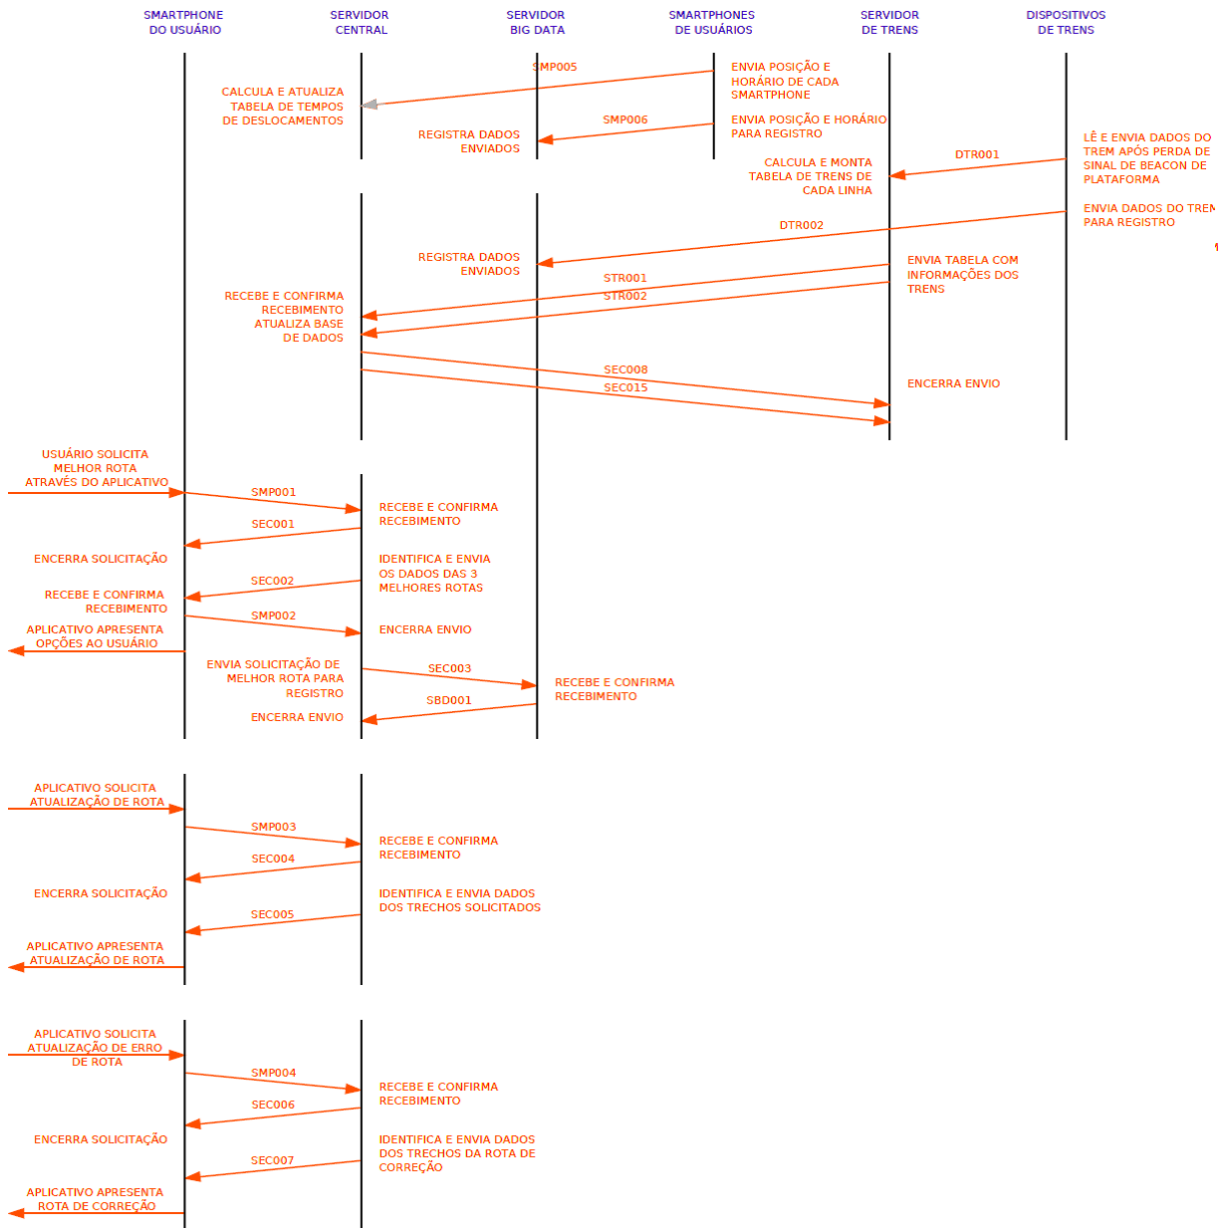 SMARTPHONE
DO USUÁRIO
SERVIDOR
CENTRAL
SERVIDOR
BIG DATA
SMARTPHONES
DE USUÁRIOS
SERVIDOR
DE TRENS
DISPOSITIVOS
DE TRENS
SMP005
ENVIA POSIÇÃO E
HORÁRIO DE CADA
SMARTPHONE
CALCULA E ATUALIZA
TABELA DE TEMPOS
DE DESLOCAMENTOS
SMP006
ENVIA POSIÇÃO E HORÁRIO
PARA REGISTRO
REGISTRA DADOS
ENVIADOS
LÊ E ENVIA DADOS DO
TREM APÓS PERDA DE
SINAL DE BEACON DE
PLATAFORMA
DTR001
CALCULA E MONTA
TABELA DE TRENS DE
CADA LINHA
ENVIA DADOS DO TREM
PARA REGISTRO
DTR002
REGISTRA DADOS
ENVIADOS
ENVIA TABELA COM
INFORMAÇÕES DOS
TRENS
STR001
STR002
RECEBE E CONFIRMA
RECEBIMENTO
ATUALIZA BASE
DE DADOS
SEC008
SEC015
ENCERRA ENVIO
USUÁRIO SOLICITA
MELHOR ROTA
ATRAVÉS DO APLICATIVO
SMP001
RECEBE E CONFIRMA
RECEBIMENTO
SEC001
ENCERRA SOLICITAÇÃO
IDENTIFICA E ENVIA
OS DADOS DAS 3
MELHORES ROTAS
SEC002
RECEBE E CONFIRMA
RECEBIMENTO
SMP002
ENCERRA ENVIO
APLICATIVO APRESENTA
OPÇÕES AO USUÁRIO
ENVIA SOLICITAÇÃO DE
MELHOR ROTA PARA
REGISTRO
SEC003
RECEBE E CONFIRMA
RECEBIMENTO
SBD001
ENCERRA ENVIO
APLICATIVO SOLICITA
ATUALIZAÇÃO DE ROTA
SMP003
RECEBE E CONFIRMA
RECEBIMENTO
SEC004
ENCERRA SOLICITAÇÃO
IDENTIFICA E ENVIA DADOS
DOS TRECHOS SOLICITADOS
SEC005
APLICATIVO APRESENTA
ATUALIZAÇÃO DE ROTA
APLICATIVO SOLICITA
ATUALIZAÇÃO DE ERRO
DE ROTA
SMP004
RECEBE E CONFIRMA
RECEBIMENTO
SEC006
ENCERRA SOLICITAÇÃO
IDENTIFICA E ENVIA DADOS
DOS TRECHOS DA ROTA DE
CORREÇÃO
SEC007
APLICATIVO APRESENTA
ROTA DE CORREÇÃO